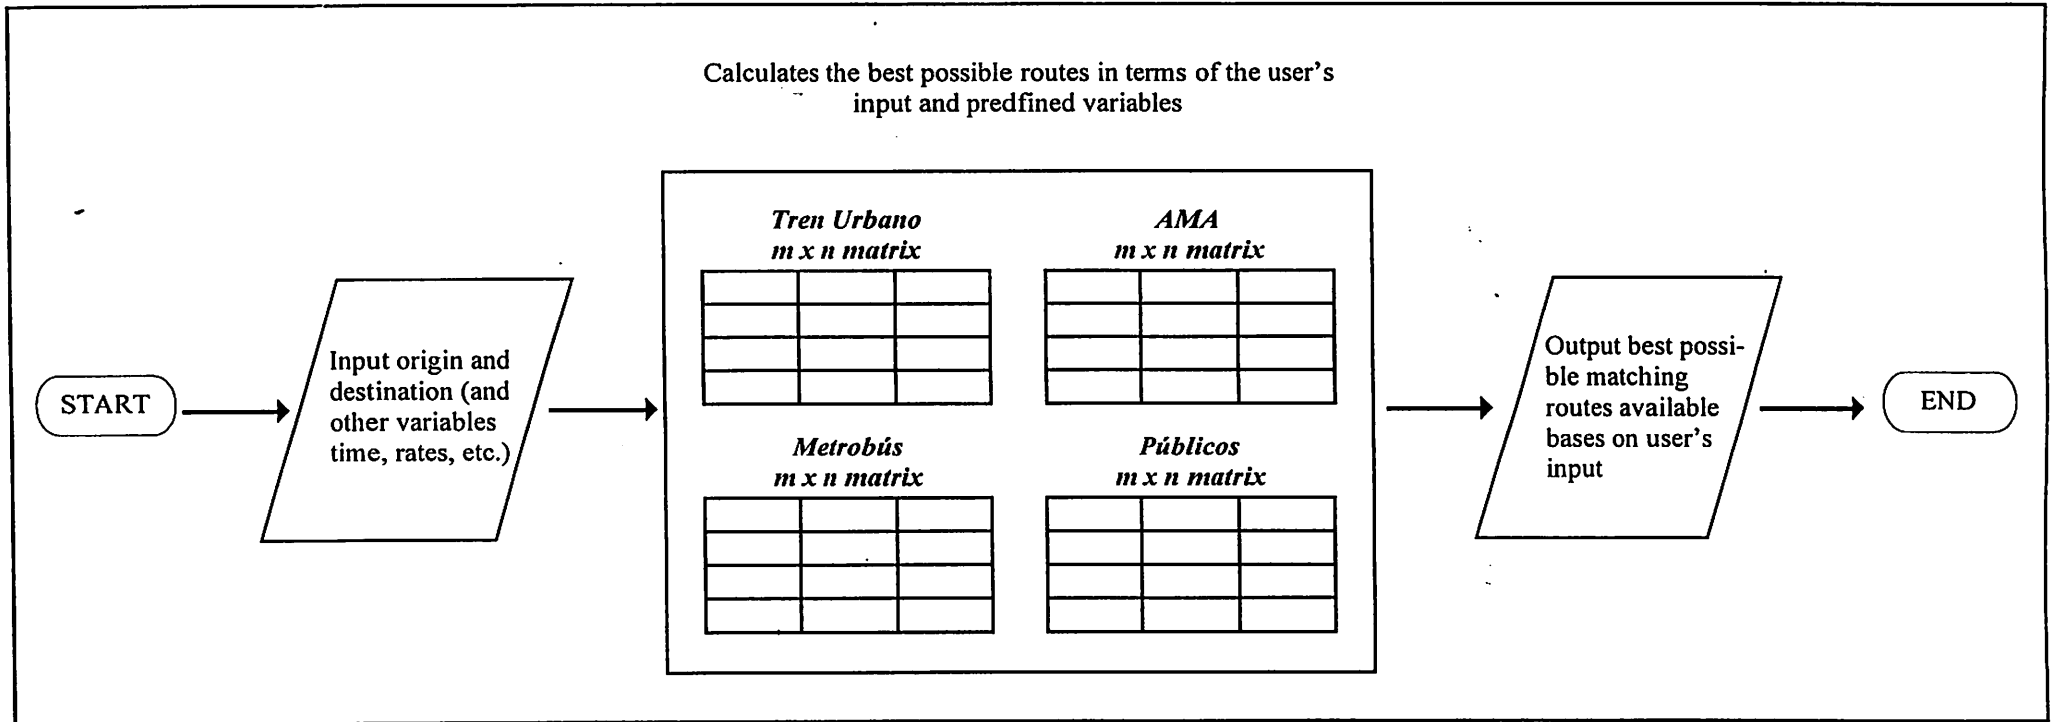 Calculates the best possible routes in terms of the user's
input and predfined variables
START
Input origin and
destination (and
other variables
time, rates, etc.)
Tren Urbano
m x n matrix
AMA
m x n matrix
Metrobús
m x n matrix
Públicos
m x n matrix
Output best possi-
ble matching
routes available
bases on user's
input
END